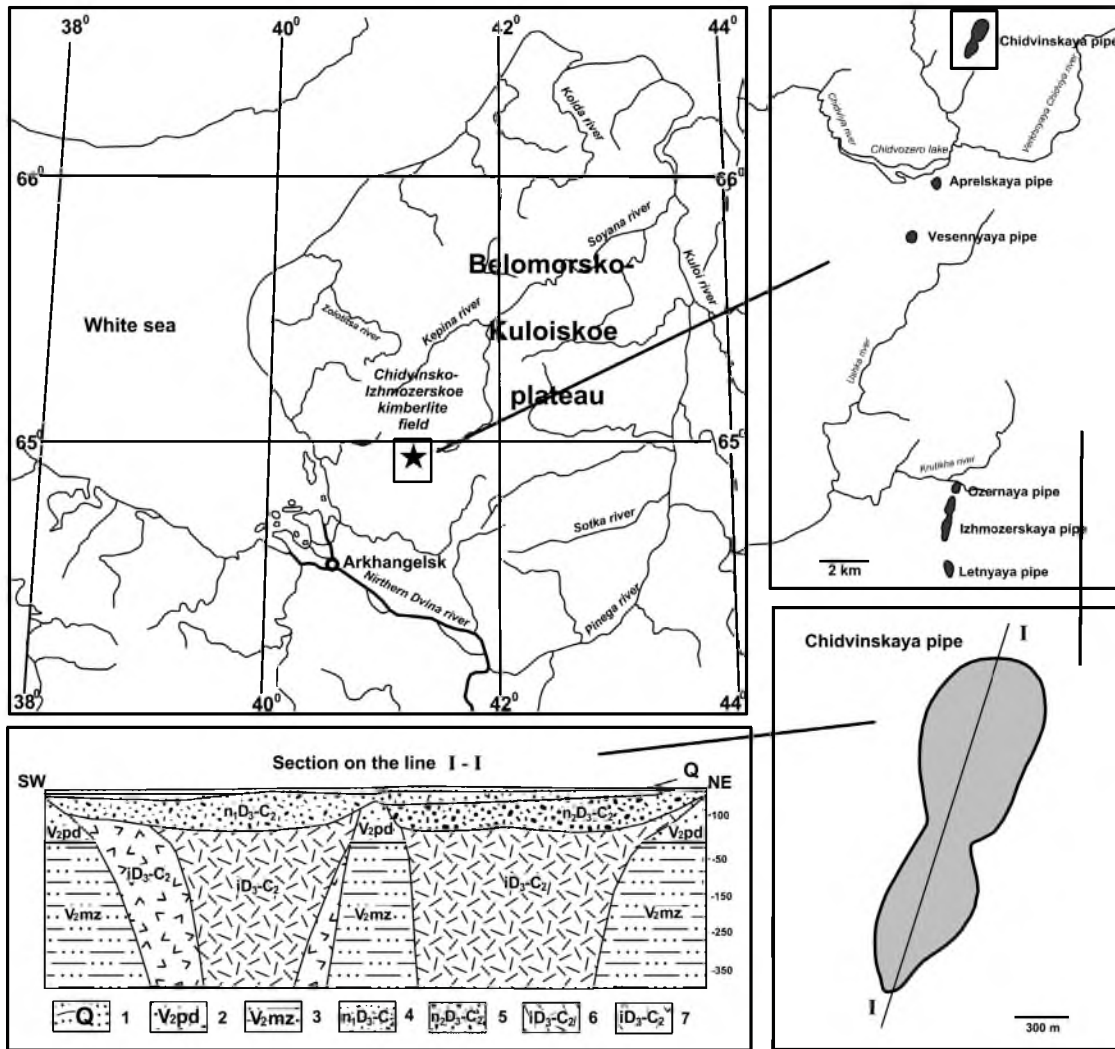 38⁰
40⁰
42⁰
44⁰
Koida river
66⁰
66⁰
Soyana river
Belomorsko-
Kuloi river
White sea
Zolotitsa river
Kepina river
Kuloiskoe
Chidvinsko-
Izhmozerskoe
kimberlite
field
plateau
65⁰
65⁰
Sotka river
Arkhangelsk
Nirthern Dvina river
Pinega river
38⁰
40⁰
42⁰
44⁰
Chidvinskaya pipe
Chidviya river
Verkhnyaya Chidviya river
Chidvozero lake
Aprelskaya pipe
Vesennyaya pipe
river
Krutikha river
Ozernaya pipe
Izhmozerskaya pipe
2 km
Letnyaya pipe
Section on the line I - I
SW
Q
NE
n₁D₃-C₂
n₂D₃-C₂
-100
V₂pd
V₂pd
V₂pd
-50
iD₃-C₂
iD₃-C₂
iD₃-C₂
-150
V₂mz
V₂mz
V₂mz
-250
-350
Q 1 V₂pd 2 V₂mz 3 n₁D₃-C 4 n₂D₃-C₂ 5 iD₃-C₂ 6 iD₃-C₂ 7
Chidvinskaya pipe
I
I
300 m